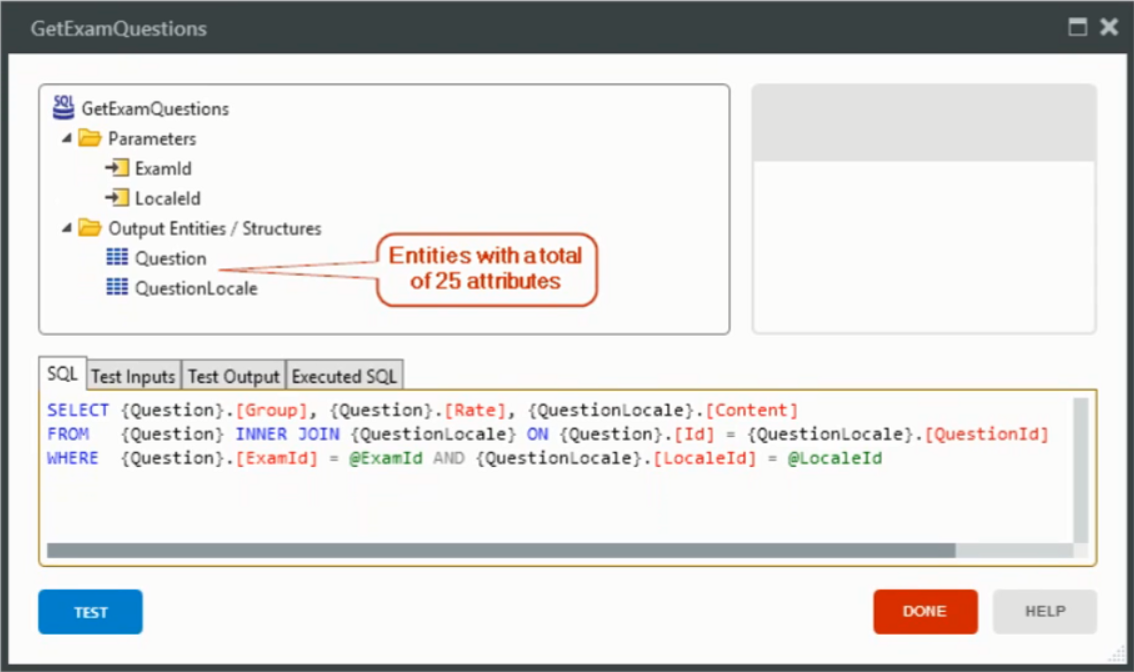 GetExamQuestions
GetExamQuestions
Parameters
ExamId
LocaleId
Output Entities / Structures
Question
QuestionLocale
Entities with a total
of 25 attributes
SQL
Test Inputs
Test Output
Executed SQL
SELECT {Question}.[Group], {Question}.[Rate], {QuestionLocale}.[Content]
FROM {Question} INNER JOIN {QuestionLocale} ON {Question}.[Id] = {QuestionLocale}.[QuestionId]
WHERE {Question}.[ExamId] = @ExamId AND {QuestionLocale}.[LocaleId] = @LocaleId
TEST
DONE
HELP